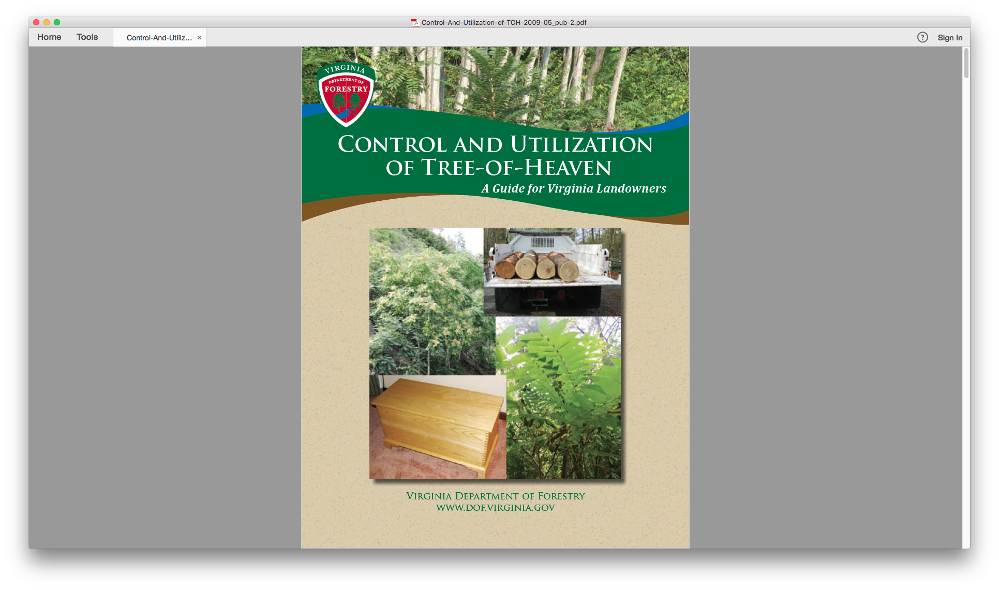 Control-And-Utilization-of-TOH-2009-05_pub-2.pdf
Home
Tools
Control-And-Utiliz... ×
?
Sign In
VIRGINIA
DEPARTMENT OF
FORESTRY
CONTROL AND UTILIZATION
OF TREE-OF-HEAVEN
A Guide for Virginia Landowners
VIRGINIA DEPARTMENT OF FORESTRY
WWW.DOF.VIRGINIA.GOV